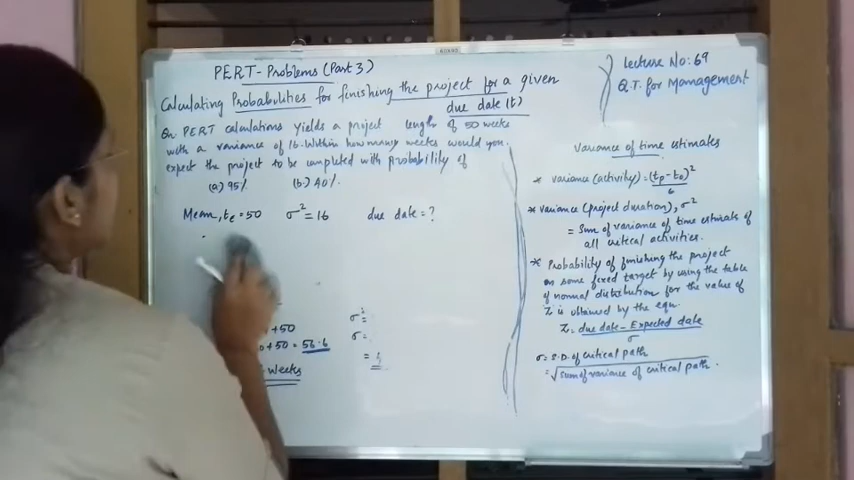 PERT-Problems (Part 3)
Calculating Probabilities for finishing the project for a given
due date (t)
Qn. PERT calculations yields a project length of 50 weeks
with a variance of 16. Within how many weeks would you
expect the project to be completed with probability of
(a) 95% (b) 40%.
Mean, te = 50 σ² = 16 due date = ?
+50
0+50 = 56.6
weeks
σ² =
σ =
=
Lecture No: 69
Q.T. for Management
Variance of time estimates
* Variance (activity) = (tp - to / 6)²
* Variance (project duration), σ²
= Sum of variance of time estimates of
all critical activities.
* Probability of finishing the project
on some fixed target by using the table
of normal distribution for the value of
Z is obtained by the eqn.
Z = due date - Expected date / σ
σ = S.D. of critical path
= √sum of variance of critical path.